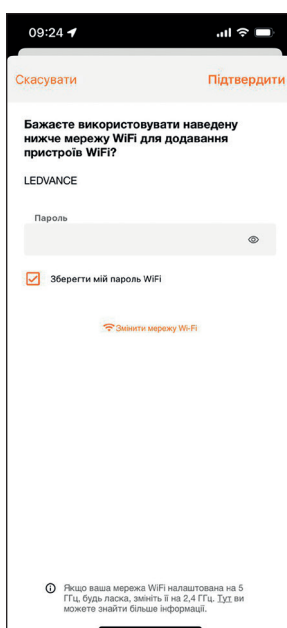 09:24
Скасувати Підтвердити
Бажаєте використовувати наведену
нижче мережу WiFi для додавання
пристроїв WiFi?
LEDVANCE
Пароль
Зберегти мій пароль WiFi
Змінити мережу Wi-Fi
Якщо ваша мережа WiFi налаштована на 5
ГГц, будь ласка, змініть її на 2,4 ГГц. Тут ви
можете знайти більше інформації.